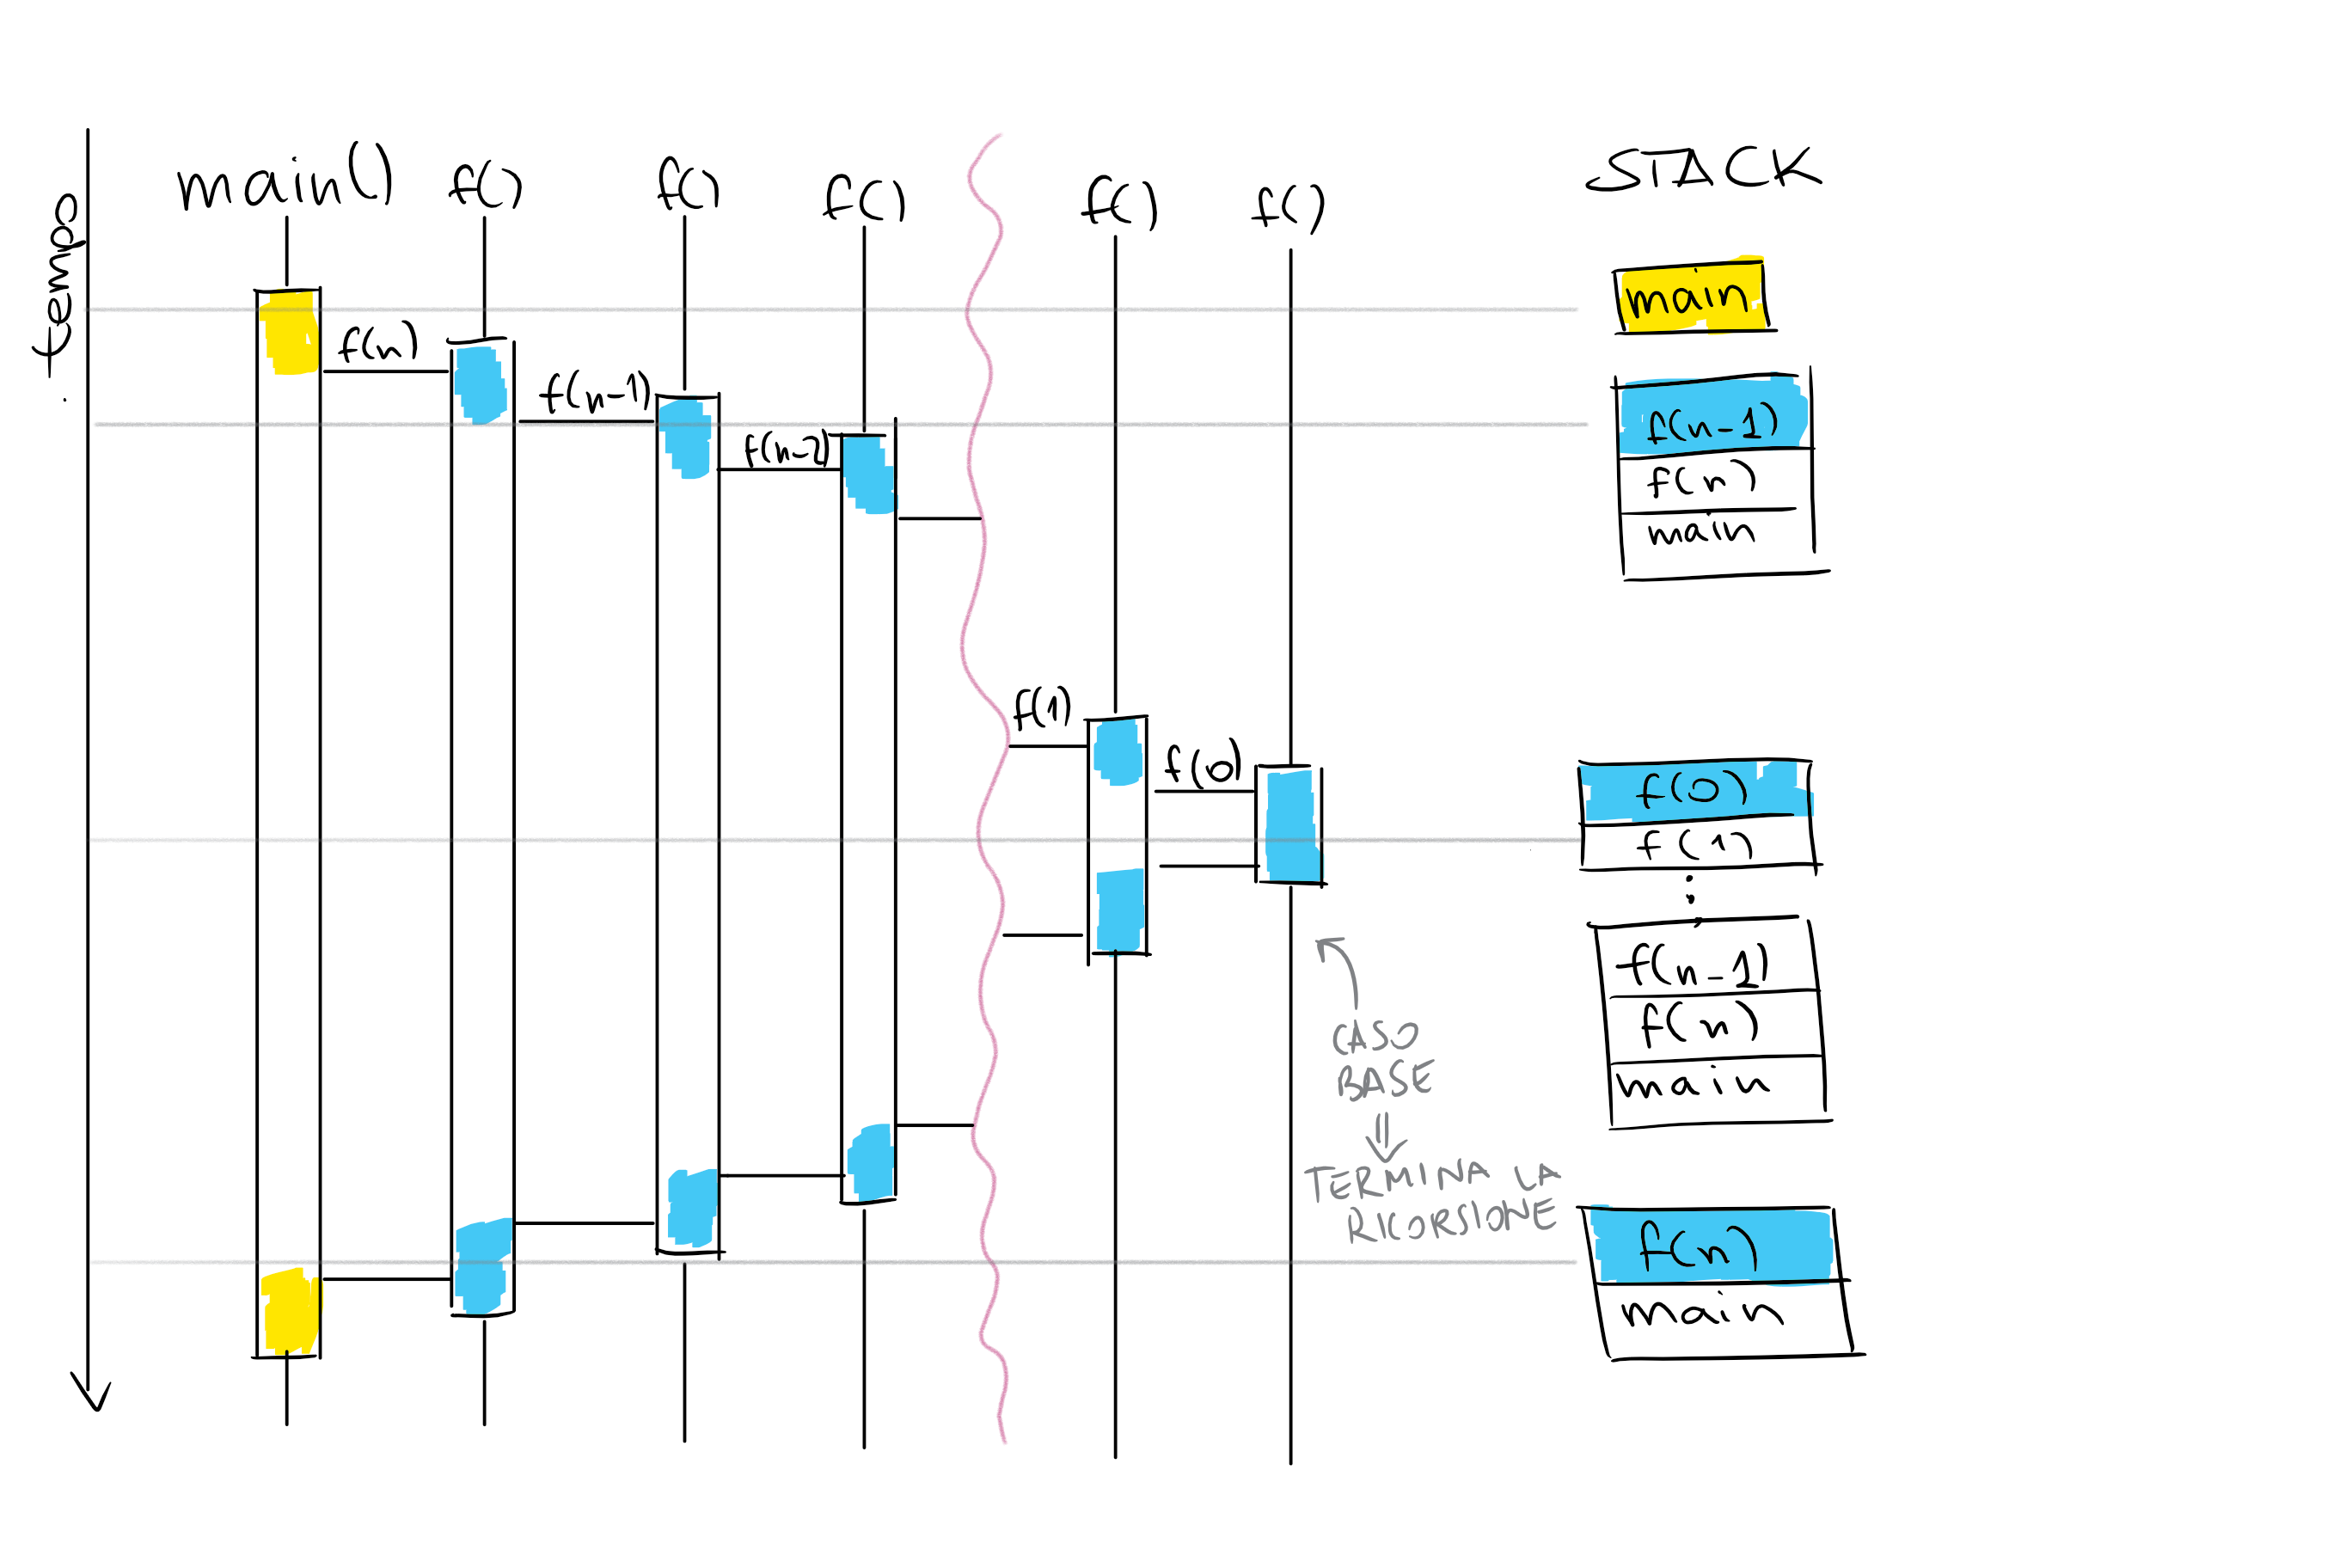 tempo
main()
f()
f()
f()
f()
f()
STACK
main
f(n)
f(n-1)
f(n-2)
f(n-1)
f(n)
main
f(1)
f(0)
f(0)
f(1)
⋮
f(n-1)
f(n)
main
CASO
BASE
⇓
TERMINA LA
RICORSIONE
f(n)
main